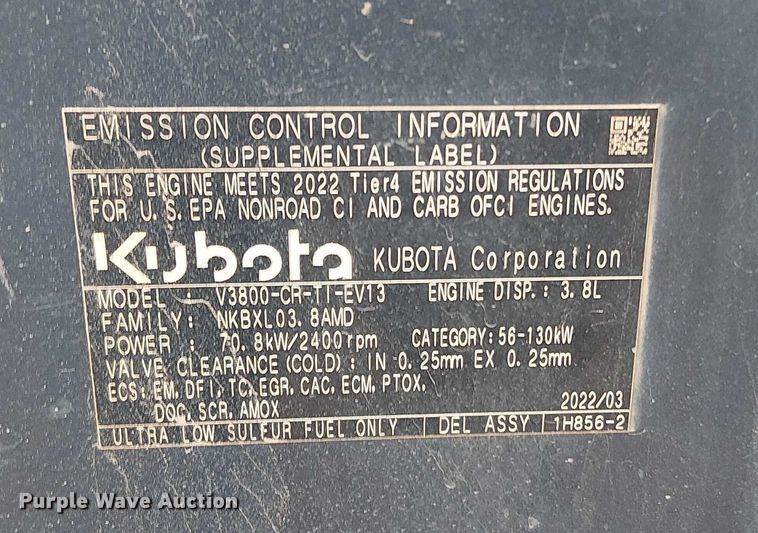 EMISSION CONTROL INFORMATION
(SUPPLEMENTAL LABEL)
THIS ENGINE MEETS 2022 Tier4 EMISSION REGULATIONS
FOR U.S.EPA NONROAD CI AND CARB OFCI ENGINES.
Kubota KUBOTA Corporation
MODEL : V3800-CR-TI-EV13 ENGINE DISP.: 3.8L
FAMILY: NKBXL03.8AMD
POWER : 70.8kW/2400rpm CATEGORY:56-130kW
VALVE CLEARANCE(COLD): IN 0.25mm EX 0.25mm
ECS:EM,DFI,TC,EGR,CAC,ECM,PTOX,
DOC,SCR,AMOX 2022/03
ULTRA LOW SULFUR FUEL ONLY DEL ASSY 1H856-2
Purple Wave Auction